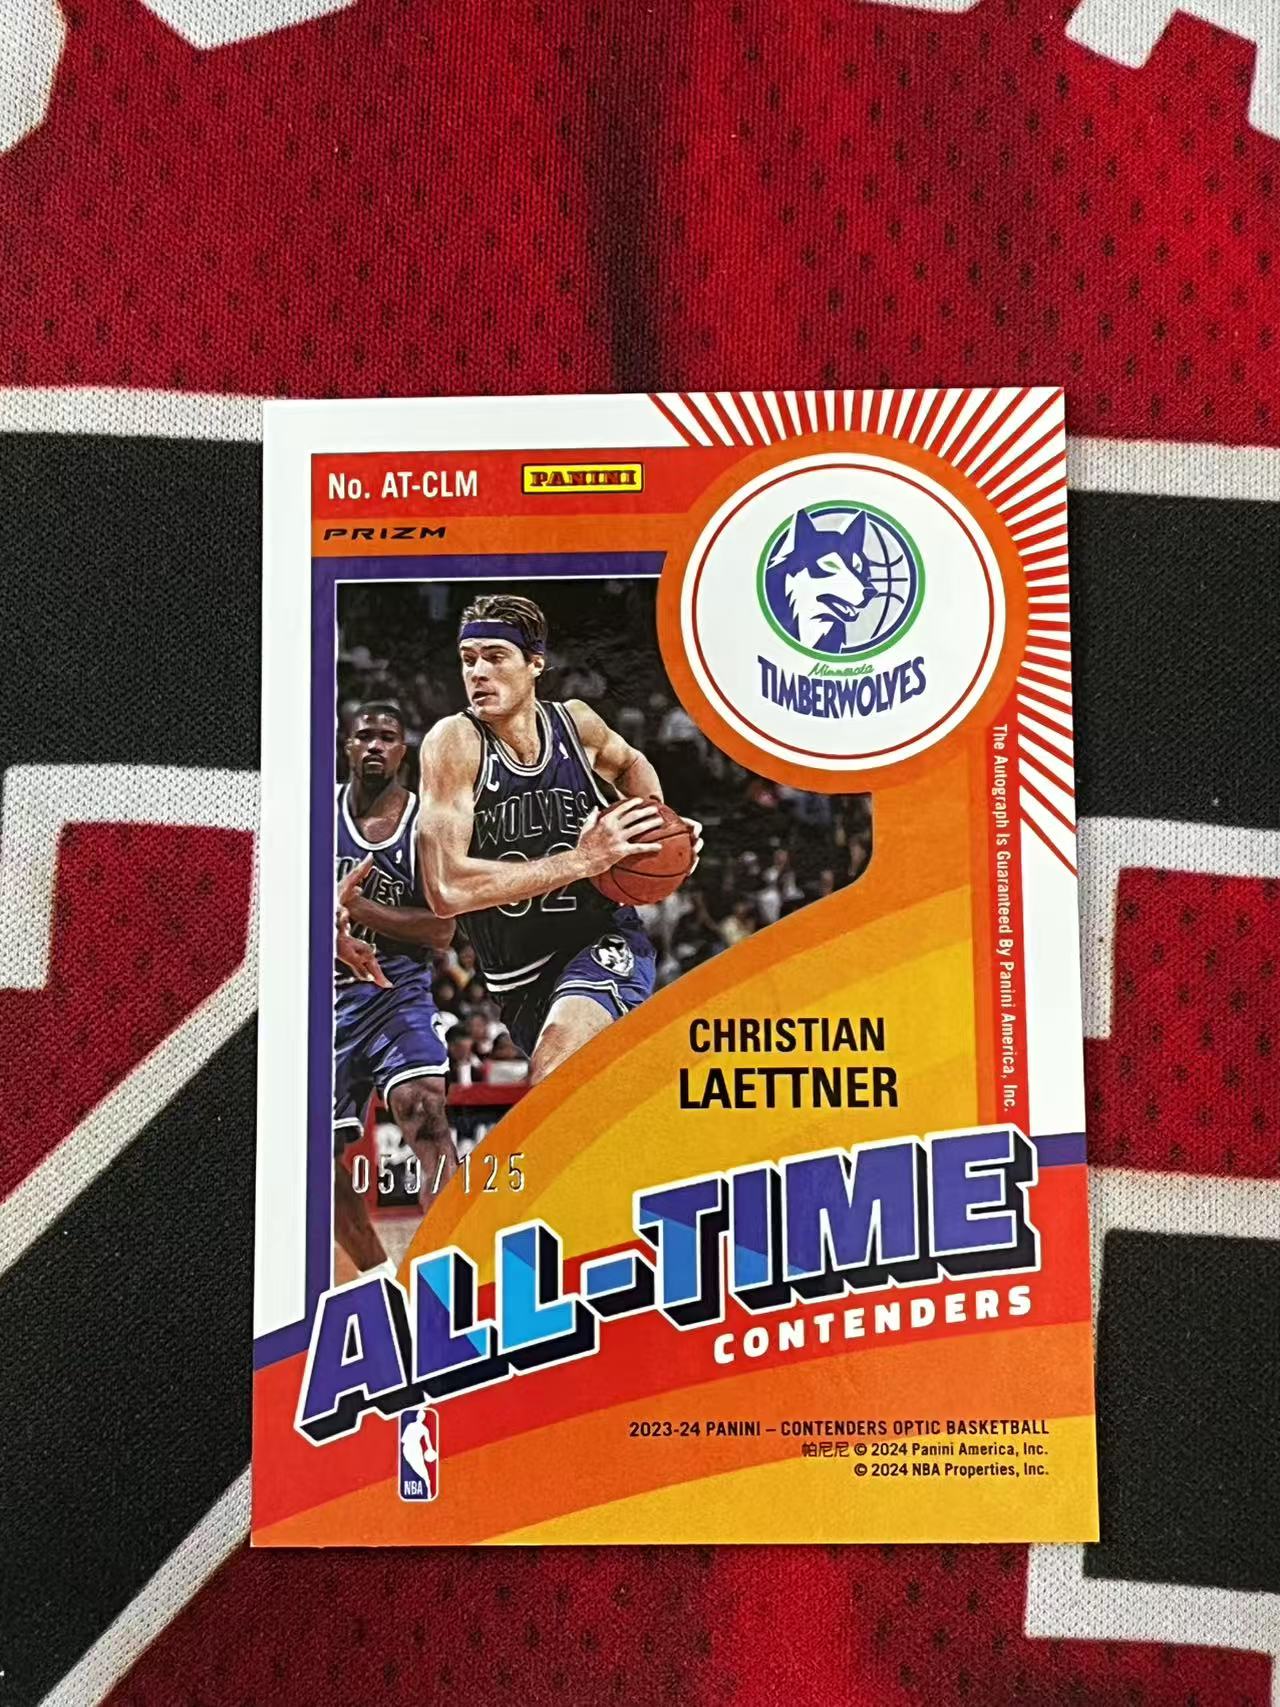 No. AT-CLM
PANINI
PRIZM
Minnesota
TIMBERWOLVES
WOLVES
32
The Autograph Is Guaranteed By Panini America, Inc.
CHRISTIAN
LAETTNER
059/125
ALL-TIME
CONTENDERS
NBA
2023-24 PANINI – CONTENDERS OPTIC BASKETBALL
帕尼尼 © 2024 Panini America, Inc.
© 2024 NBA Properties, Inc.